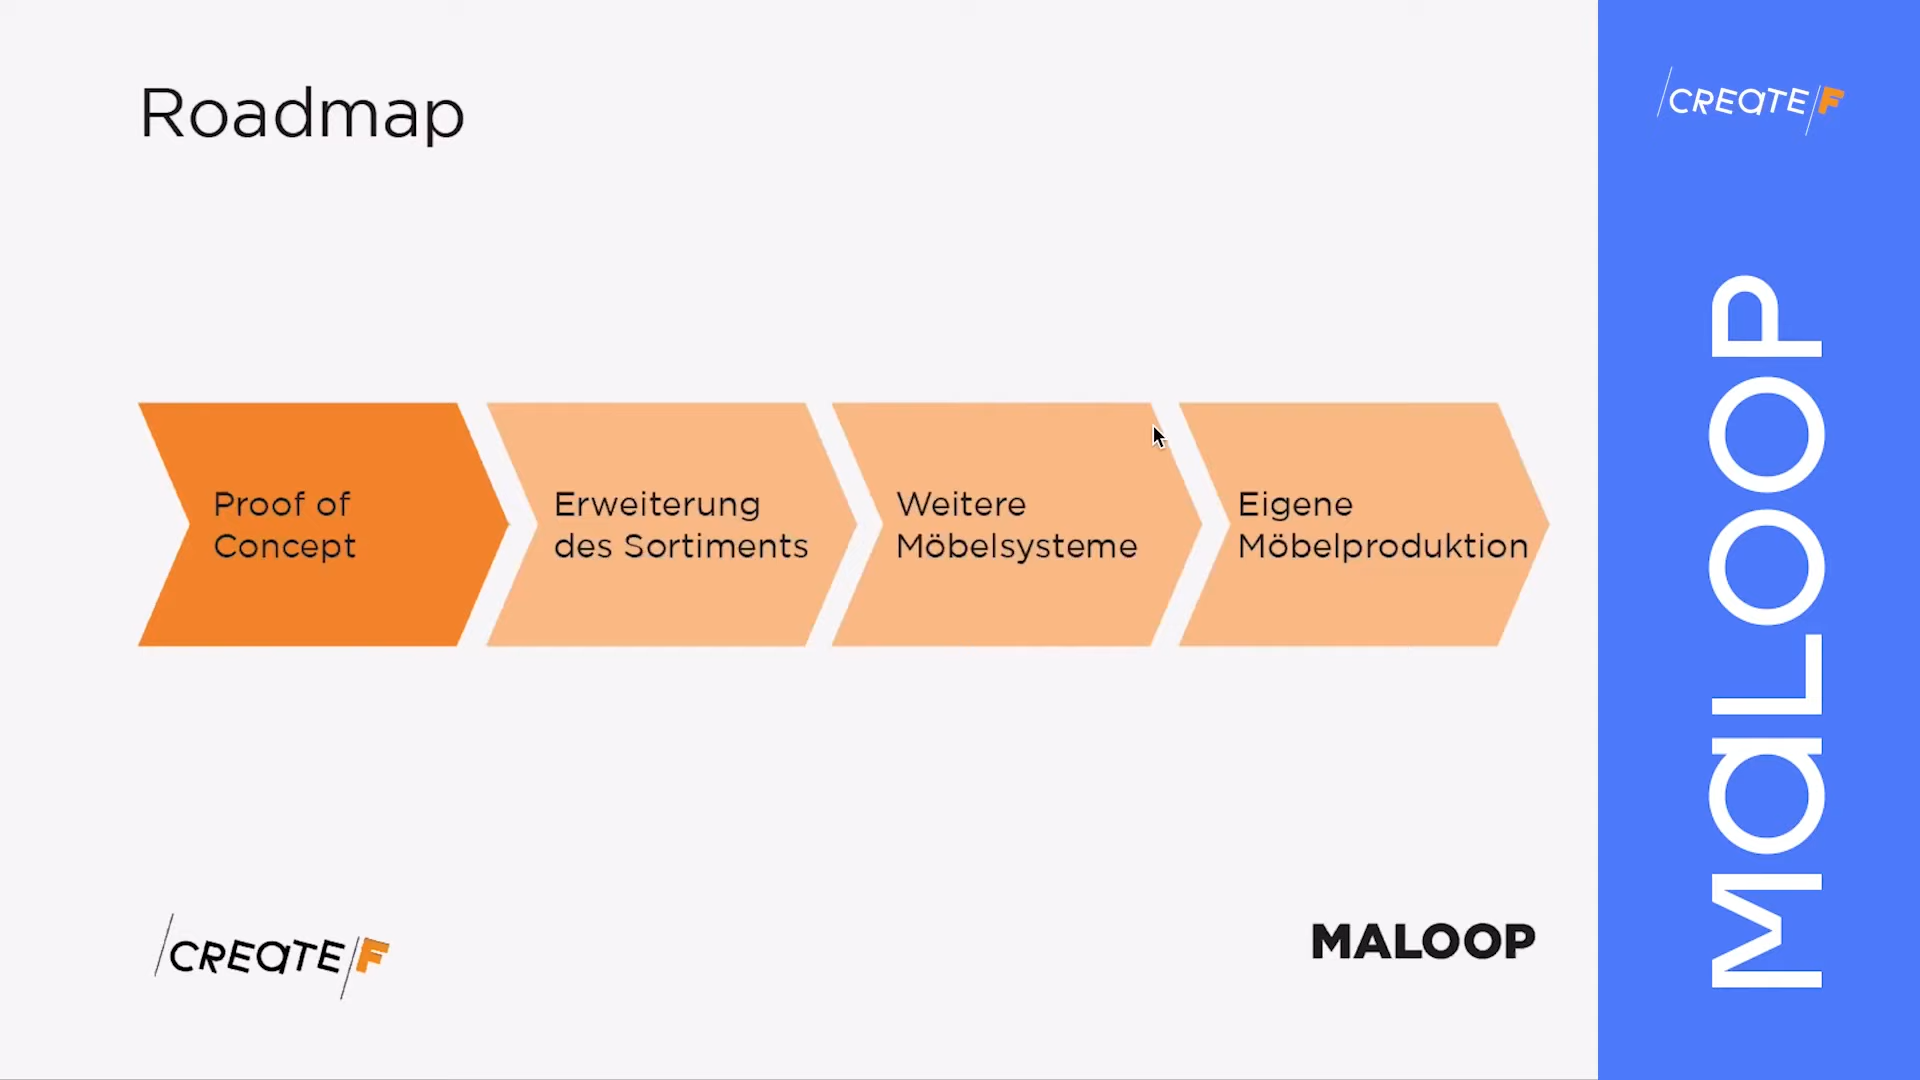 Roadmap
CREATE/F
Proof of
Concept
Erweiterung
des Sortiments
Weitere
Möbelsysteme
Eigene
Möbelproduktion
MALOOP
CREATE/F
MALOOP